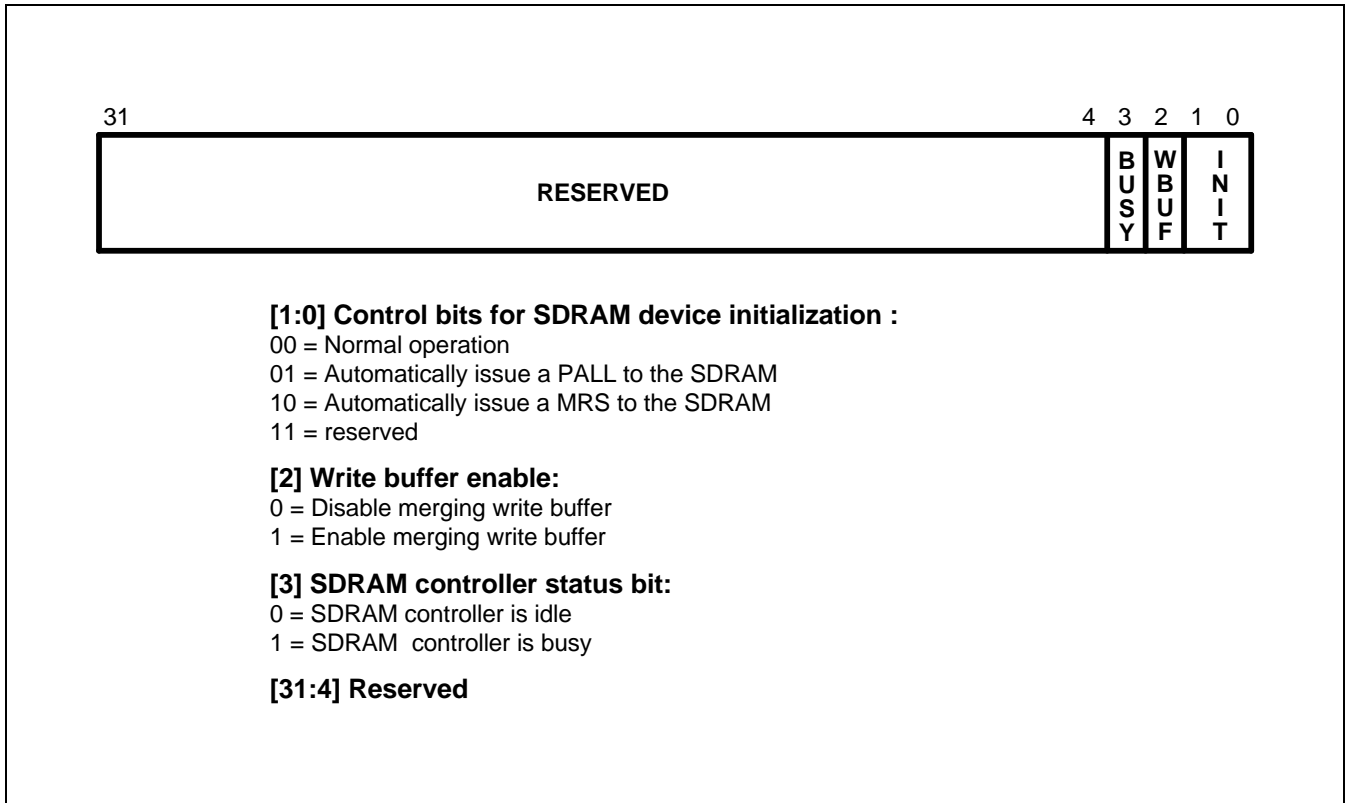 31 4 3 2 1 0
RESERVED BUSY WBUF INIT
[1:0] Control bits for SDRAM device initialization :
00 = Normal operation
01 = Automatically issue a PALL to the SDRAM
10 = Automatically issue a MRS to the SDRAM
11 = reserved
[2] Write buffer enable:
0 = Disable merging write buffer
1 = Enable merging write buffer
[3] SDRAM controller status bit:
0 = SDRAM controller is idle
1 = SDRAM  controller is busy
[31:4] Reserved